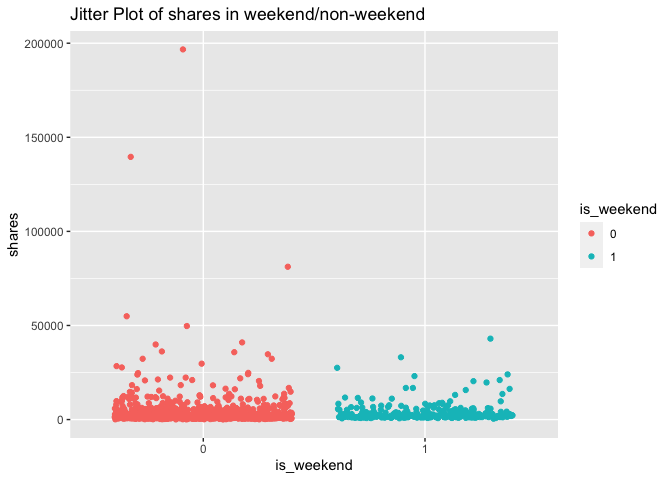 Jitter Plot of shares in weekend/non-weekend
200000
150000
100000
50000
0
shares
0
1
is_weekend
is_weekend
0
1